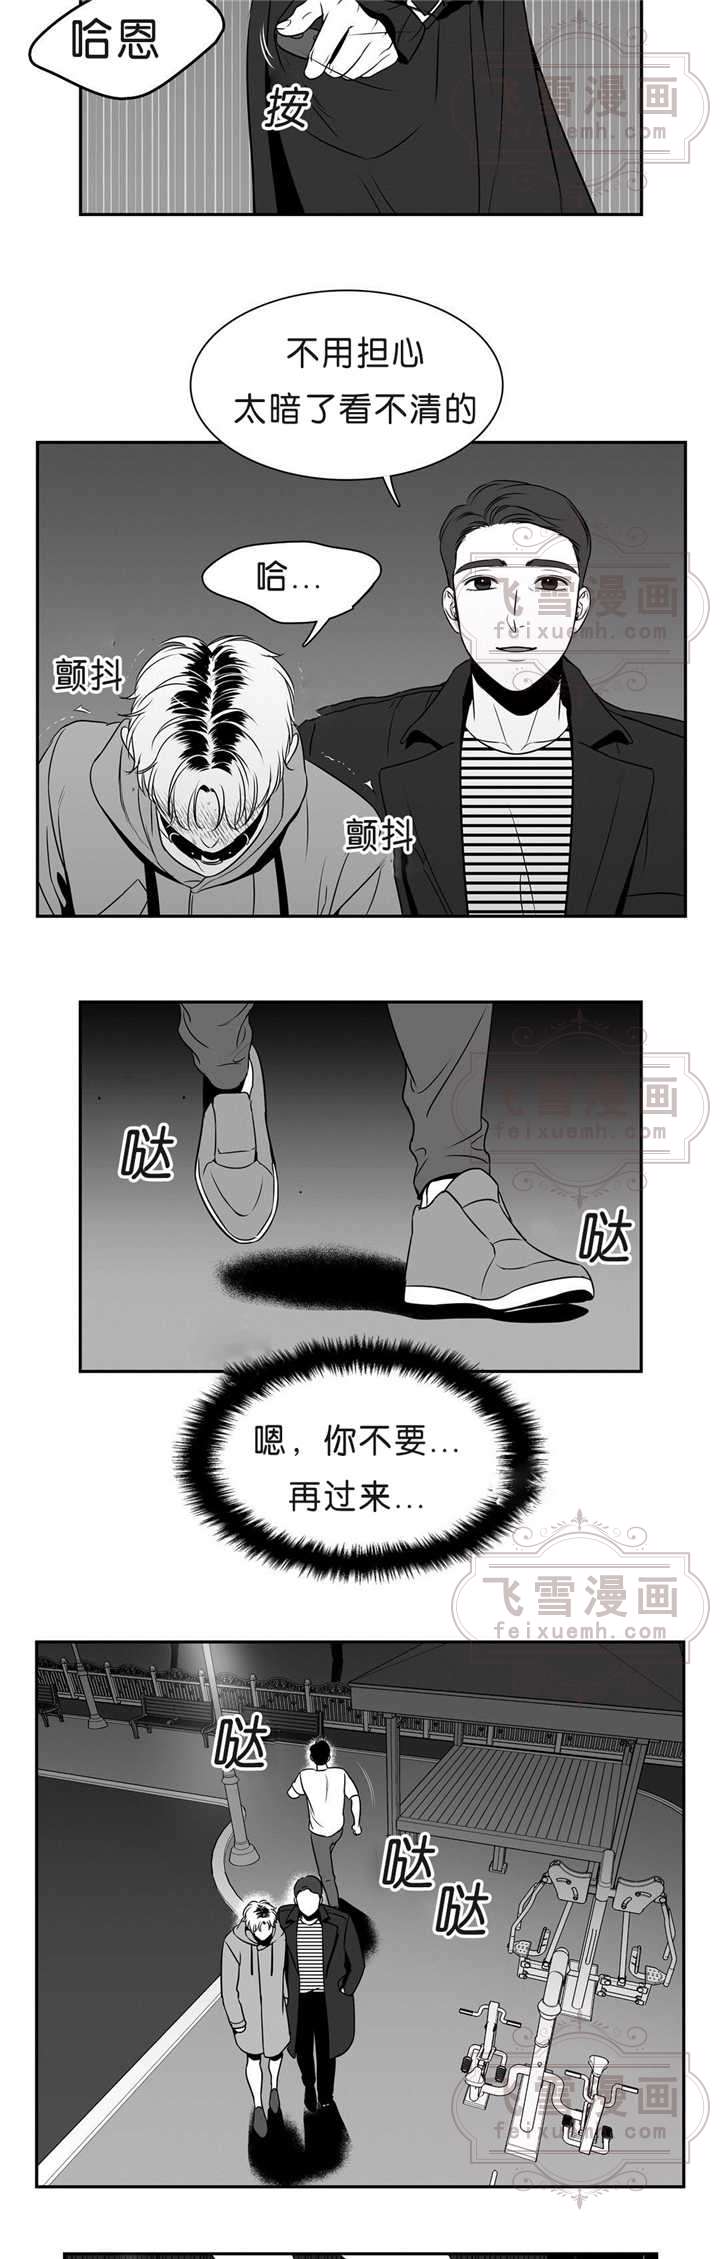 哈恩
按
飞雪漫画
feixuemh.com
不用担心
太暗了看不清的
哈...
飞雪漫画
feixuemh.com
颤抖
颤抖
飞雪漫画
feixuemh.com
哒
哒
嗯，你不要...
再过来...
飞雪漫画
feixuemh.com
哒
哒
哒
飞雪漫画
feixuemh.com